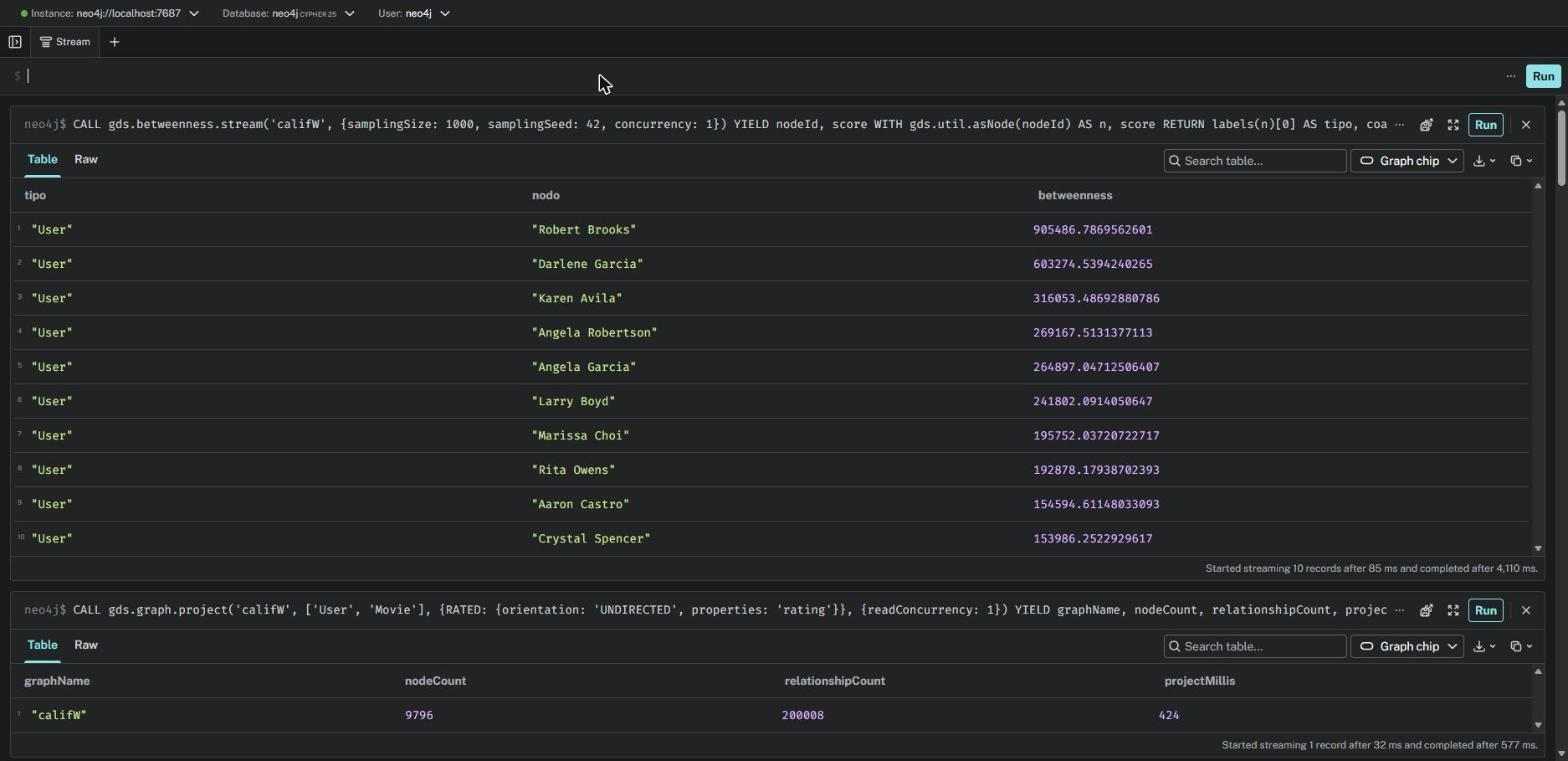 Instance: neo4j://localhost:7687 Database: neo4j CYPHER 25 User: neo4j
Stream
$ ... Run
neo4j$ CALL gds.betweenness.stream('califW', {samplingSize: 1000, samplingSeed: 42, concurrency: 1}) YIELD nodeId, score WITH gds.util.asNode(nodeId) AS n, score RETURN labels(n)[0] AS tipo, coa ... Run
Table Raw Search table... Graph chip
tipo nodo betweenness
1 "User" "Robert Brooks" 905486.7869562601
2 "User" "Darlene Garcia" 603274.5394240265
3 "User" "Karen Avila" 316053.48692880786
4 "User" "Angela Robertson" 269167.5131377113
5 "User" "Angela Garcia" 264897.04712506407
6 "User" "Larry Boyd" 241802.0914050647
7 "User" "Marissa Choi" 195752.03720722717
8 "User" "Rita Owens" 192878.17938702393
9 "User" "Aaron Castro" 154594.61148033093
10 "User" "Crystal Spencer" 153986.2522929617
Started streaming 10 records after 85 ms and completed after 4,110 ms.
neo4j$ CALL gds.graph.project('califW', ['User', 'Movie'], {RATED: {orientation: 'UNDIRECTED', properties: 'rating'}}, {readConcurrency: 1}) YIELD graphName, nodeCount, relationshipCount, projec ... Run
Table Raw Search table... Graph chip
graphName nodeCount relationshipCount projectMillis
1 "califW" 9796 200008 424
Started streaming 1 record after 32 ms and completed after 577 ms.